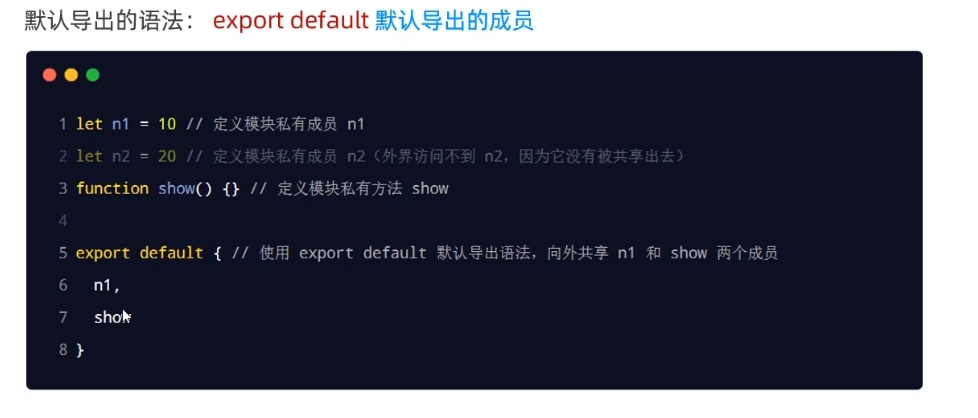 默认导出的语法： export default 默认导出的成员
1 let n1 = 10 // 定义模块私有成员 n1
2 let n2 = 20 // 定义模块私有成员 n2（外界访问不到 n2，因为它没有被共享出去）
3 function show() {} // 定义模块私有方法 show
4
5 export default { // 使用 export default 默认导出语法，向外共享 n1 和 show 两个成员
6   n1,
7   show
8 }